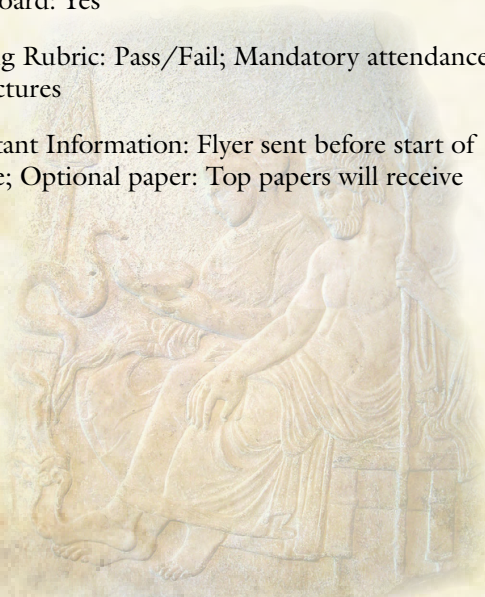 oard: Yes
g Rubric: Pass/Fail; Mandatory attendance
ctures
tant Information: Flyer sent before start of
e; Optional paper: Top papers will receive